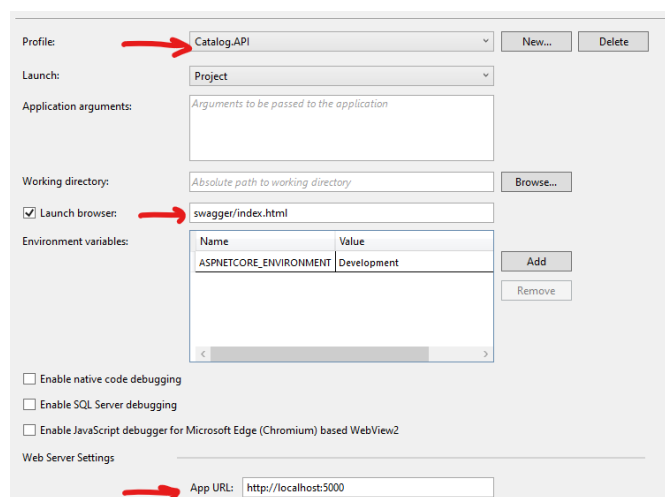 Profile: Catalog.API New... Delete
Launch: Project
Application arguments: Arguments to be passed to the application
Working directory: Absolute path to working directory Browse...
Launch browser: swagger/index.html
Environment variables: Name Value
ASPNETCORE_ENVIRONMENT Development Add
Remove
Enable native code debugging
Enable SQL Server debugging
Enable JavaScript debugger for Microsoft Edge (Chromium) based WebView2
Web Server Settings
App URL: http://localhost:5000